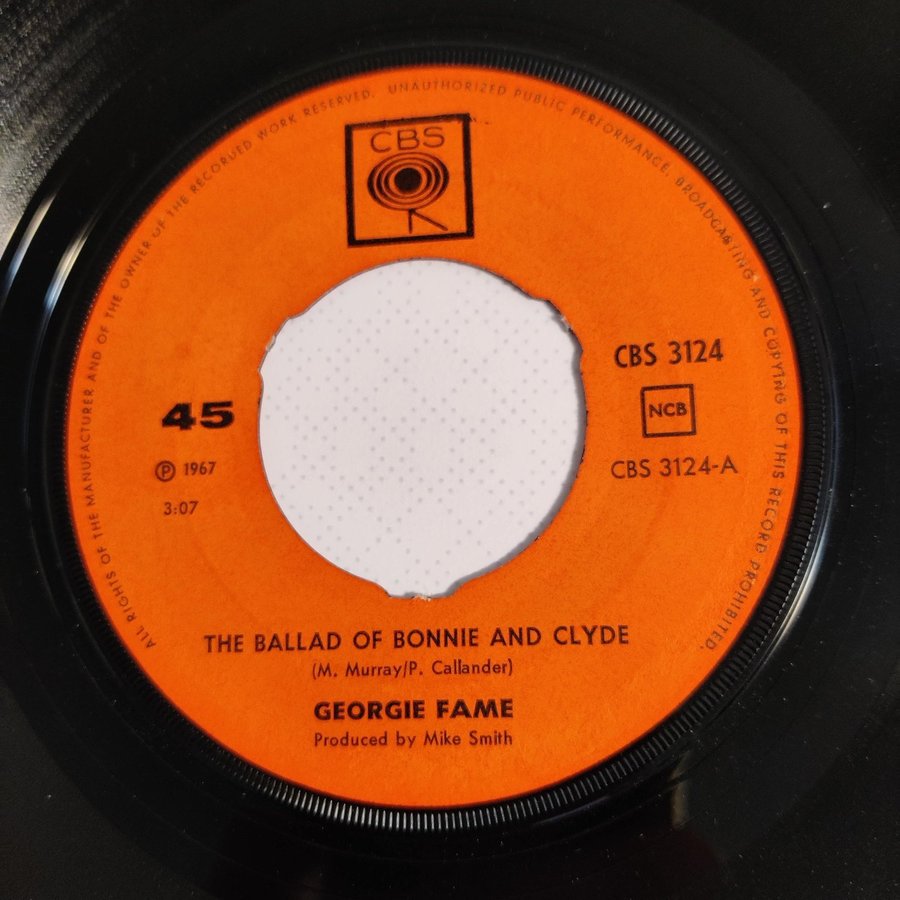 ALL RIGHTS OF THE MANUFACTURER AND OF THE OWNER OF THE RECORDED WORK RESERVED. UNAUTHORIZED PUBLIC PERFORMANCE, BROADCASTING AND COPYING OF THIS RECORD PROHIBITED.
CBS
CBS 3124
45
NCB
℗ 1967
CBS 3124-A
3:07
THE BALLAD OF BONNIE AND CLYDE
(M. Murray/P. Callander)
GEORGIE FAME
Produced by Mike Smith